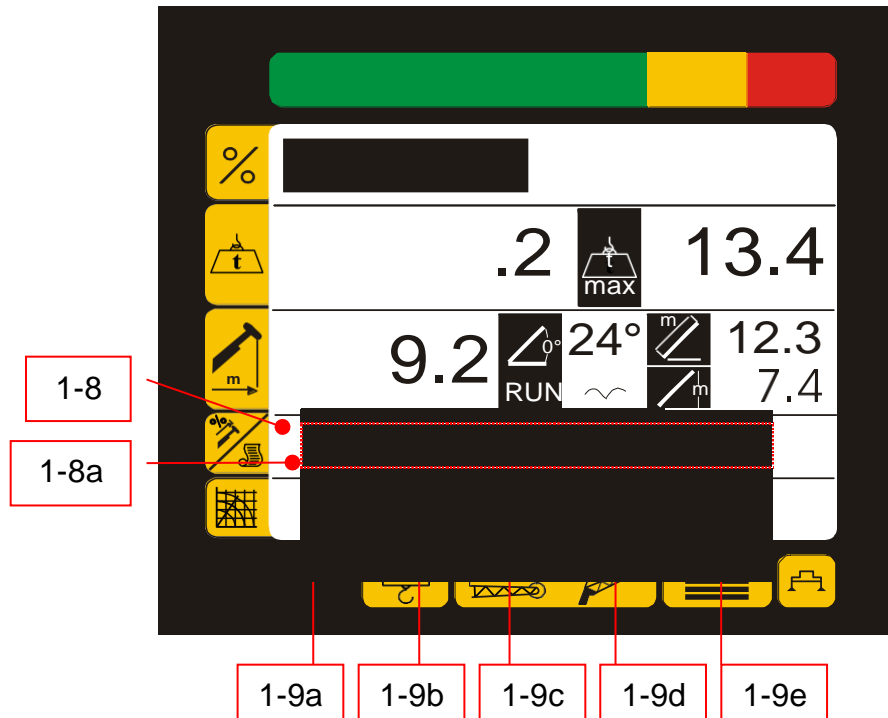 %
t .2 t max 13.4
m 9.2 0° RUN 24° m 12.3
m 7.4
1-8
%
1-8a
1-9a 1-9b 1-9c 1-9d 1-9e